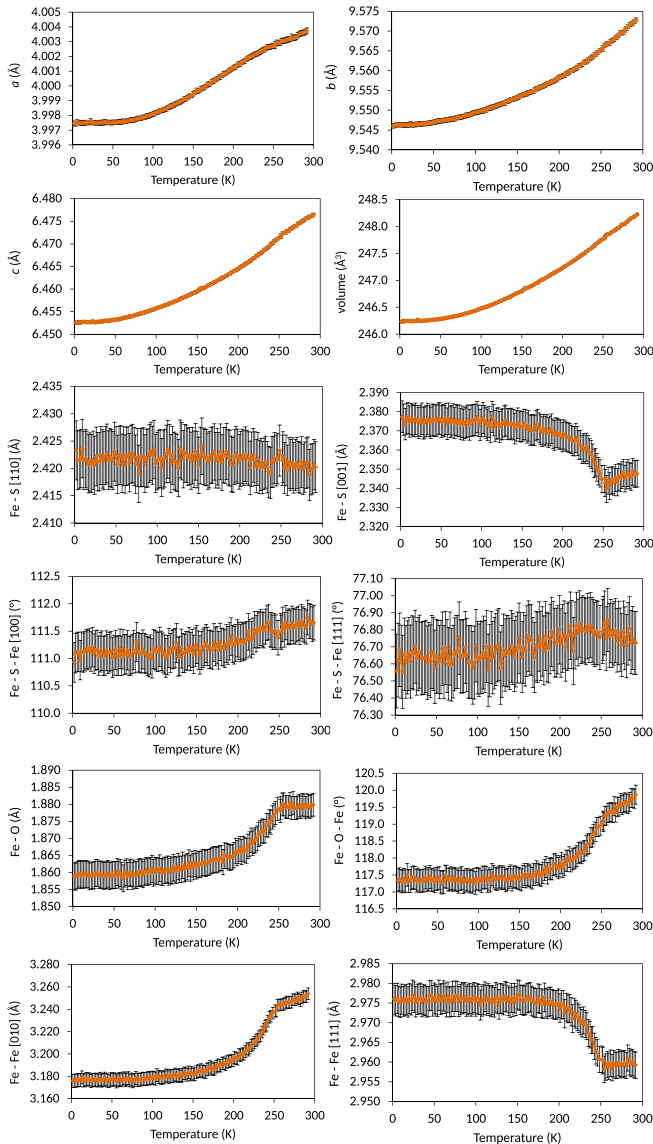 4.005
4.004
4.003
4.002
4.001
4.000
3.999
3.998
3.997
3.996
a (Å)
0 50 100 150 200 250 300
Temperature (K)
9.575
9.570
9.565
9.560
9.555
9.550
9.545
9.540
b (Å)
0 50 100 150 200 250 300
Temperature (K)
6.480
6.475
6.470
6.465
6.460
6.455
6.450
c (Å)
0 50 100 150 200 250 300
Temperature (K)
248.5
248.0
247.5
247.0
246.5
246.0
volume (Å³)
0 50 100 150 200 250 300
Temperature (K)
2.435
2.430
2.425
2.420
2.415
2.410
Fe - S [110] (Å)
0 50 100 150 200 250 300
Temperature (K)
2.390
2.380
2.370
2.360
2.350
2.340
2.330
2.320
Fe - S [001] (Å)
0 50 100 150 200 250 300
Temperature (K)
112.5
112.0
111.5
111.0
110.5
110.0
Fe - S - Fe [100] (°)
0 50 100 150 200 250 300
Temperature (K)
77.10
77.00
76.90
76.80
76.70
76.60
76.50
76.40
76.30
Fe - S - Fe [111] (°)
0 50 100 150 200 250 300
Temperature (K)
1.890
1.885
1.880
1.875
1.870
1.865
1.860
1.855
1.850
Fe - O (Å)
0 50 100 150 200 250 300
Temperature (K)
120.5
120.0
119.5
119.0
118.5
118.0
117.5
117.0
116.5
Fe - O - Fe (°)
0 50 100 150 200 250 300
Temperature (K)
3.280
3.260
3.240
3.220
3.200
3.180
3.160
Fe - Fe [010] (Å)
0 50 100 150 200 250 300
Temperature (K)
2.985
2.980
2.975
2.970
2.965
2.960
2.955
2.950
Fe - Fe [111] (Å)
0 50 100 150 200 250 300
Temperature (K)